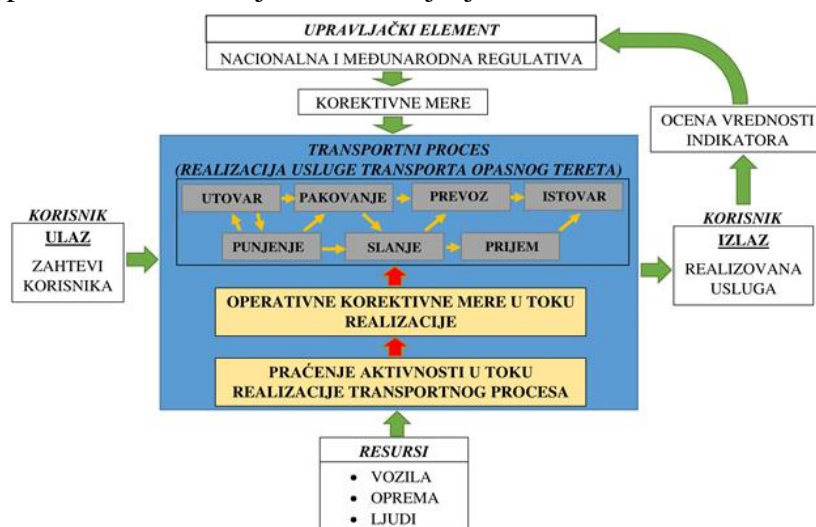 UPRAVLJAČKI ELEMENT
NACIONALNA I MEĐUNARODNA REGULATIVA
KOREKTIVNE MERE
OCENA VREDNOSTI
INDIKATORA
TRANSPORTNI PROCES
(REALIZACIJA USLUGE TRANSPORTA OPASNOG TERETA)
UTOVAR
PAKOVANJE
PREVOZ
ISTOVAR
PUNJENJE
SLANJE
PRIJEM
KORISNIK
ULAZ
ZAHTEVI
KORISNIKA
KORISNIK
IZLAZ
REALIZOVANA
USLUGA
OPERATIVNE KOREKTIVNE MERE U TOKU
REALIZACIJE
PRAĆENJE AKTIVNOSTI U TOKU
REALIZACIJE TRANSPORTNOG PROCESA
RESURSI
• VOZILA
• OPREMA
• LJUDI